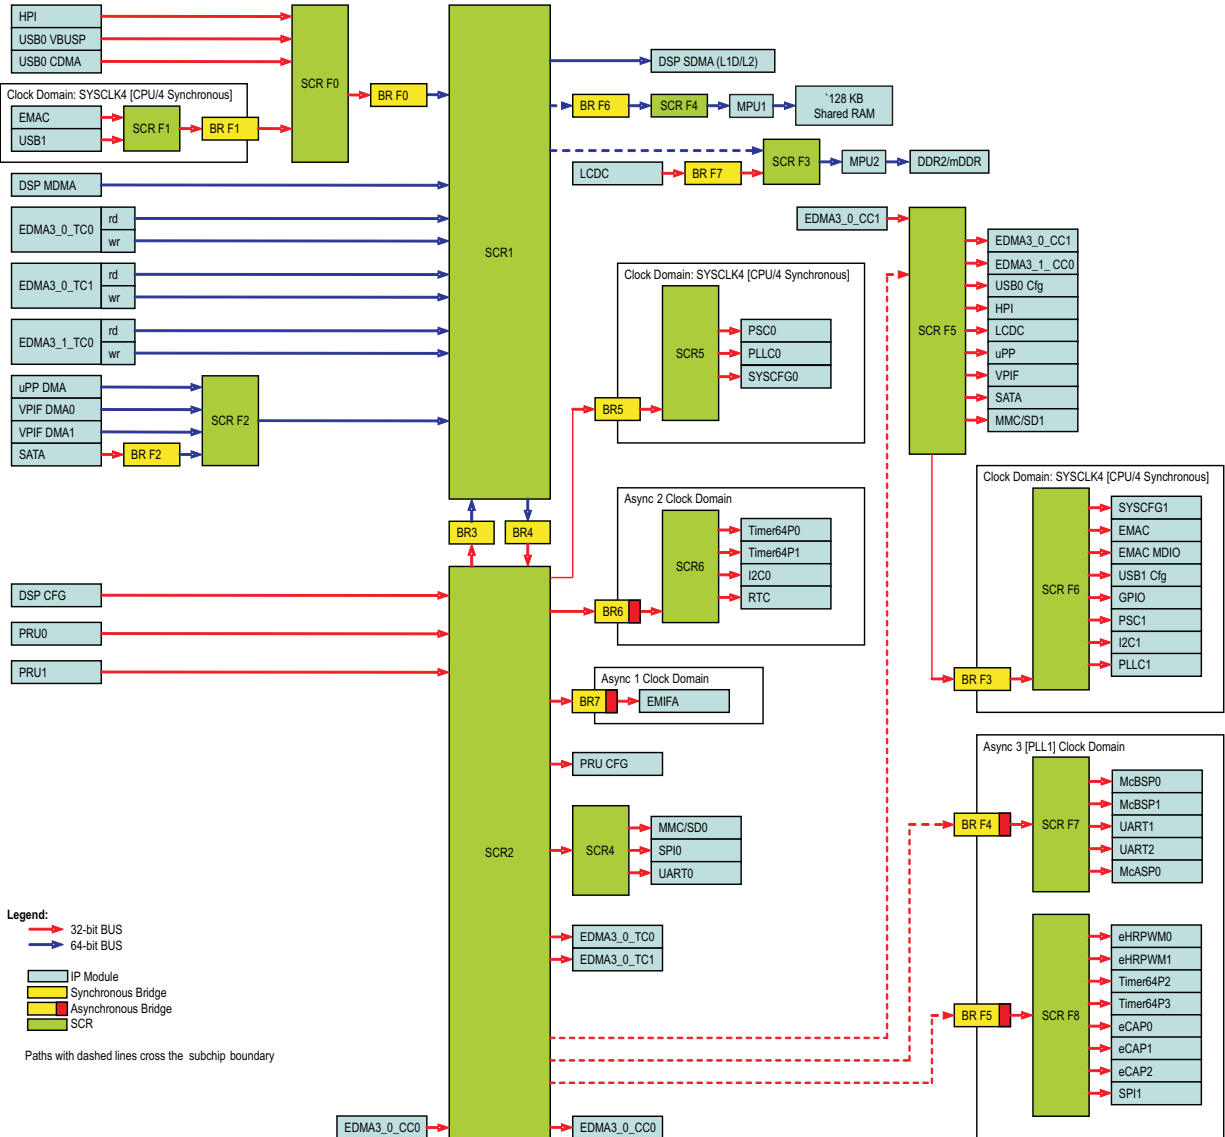 HPI
USB0 VBUSP
USB0 CDMA
SCR F0
BR F0
Clock Domain: SYSCLK4 [CPU/4 Synchronous]
EMAC
USB1
SCR F1
BR F1
DSP MDMA
EDMA3_0_TC0
rd
wr
EDMA3_0_TC1
rd
wr
EDMA3_1_TC0
rd
wr
uPP DMA
VPIF DMA0
VPIF DMA1
SATA
BR F2
SCR F2
SCR1
DSP SDMA (L1D/L2)
BR F6
SCR F4
MPU1
`128 KB
Shared RAM
LCDC
BR F7
SCR F3
MPU2
DDR2/mDDR
EDMA3_0_CC1
SCR F5
EDMA3_0_CC1
EDMA3_1_ CC0
USB0 Cfg
HPI
LCDC
uPP
VPIF
SATA
MMC/SD1
Clock Domain: SYSCLK4 [CPU/4 Synchronous]
BR5
SCR5
PSC0
PLLC0
SYSCFG0
Async 2 Clock Domain
BR6
SCR6
Timer64P0
Timer64P1
I2C0
RTC
Clock Domain: SYSCLK4 [CPU/4 Synchronous]
BR F3
SCR F6
SYSCFG1
EMAC
EMAC MDIO
USB1 Cfg
GPIO
PSC1
I2C1
PLLC1
BR3
BR4
DSP CFG
PRU0
PRU1
SCR2
Async 1 Clock Domain
BR7
EMIFA
PRU CFG
SCR4
MMC/SD0
SPI0
UART0
EDMA3_0_TC0
EDMA3_0_TC1
Async 3 [PLL1] Clock Domain
BR F4
SCR F7
McBSP0
McBSP1
UART1
UART2
McASP0
BR F5
SCR F8
eHRPWM0
eHRPWM1
Timer64P2
Timer64P3
eCAP0
eCAP1
eCAP2
SPI1
EDMA3_0_CC0
EDMA3_0_CC0
Legend:
32-bit BUS
64-bit BUS
IP Module
Synchronous Bridge
Asynchronous Bridge
SCR
Paths with dashed lines cross the subchip boundary